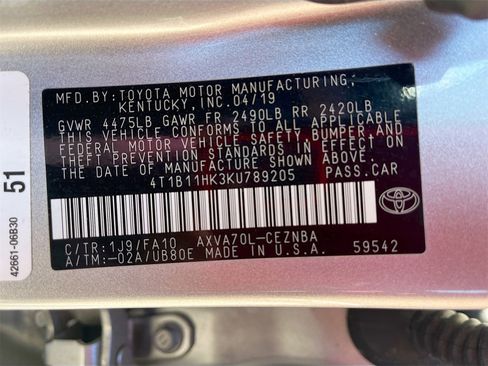 MFD.BY: TOYOTA MOTOR MANUFACTURING,
KENTUCKY, INC. 04/19
GVWR 4475LB GAWR FR 2490LB RR 2420LB
THIS VEHICLE CONFORMS TO ALL APPLICABLE
FEDERAL MOTOR VEHICLE SAFETY, BUMPER, AND
THEFT PREVENTION STANDARDS IN EFFECT ON
THE DATE OF MANUFACTURE SHOWN ABOVE.
4T1B11HK3KU789205 PASS.CAR
C/TR: 1J9/FA10 AXVA70L-CEZNBA
A/TM: -02A/UB80E MADE IN U.S.A. 59542
51
42661-06B30